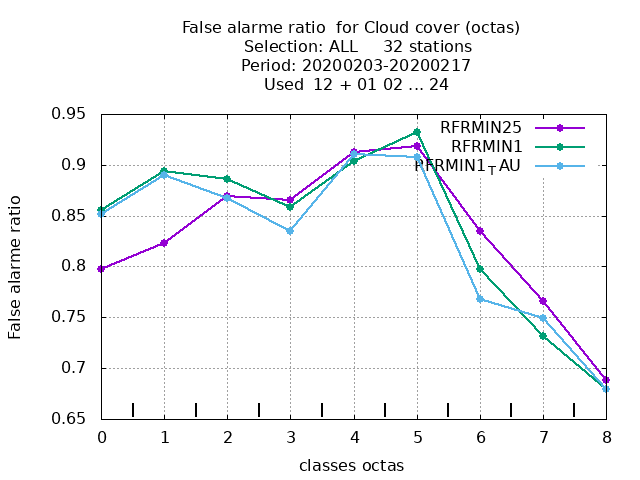 False alarme ratio  for Cloud cover (octas)
Selection: ALL     32 stations
Period: 20200203-20200217
Used  12 + 01 02 ... 24
0.95
0.9
0.85
0.8
0.75
0.7
0.65
False alarme ratio
RFRMIN25
RFRMIN1
RFRMIN1TAU
0 1 2 3 4 5 6 7 8
classes octas